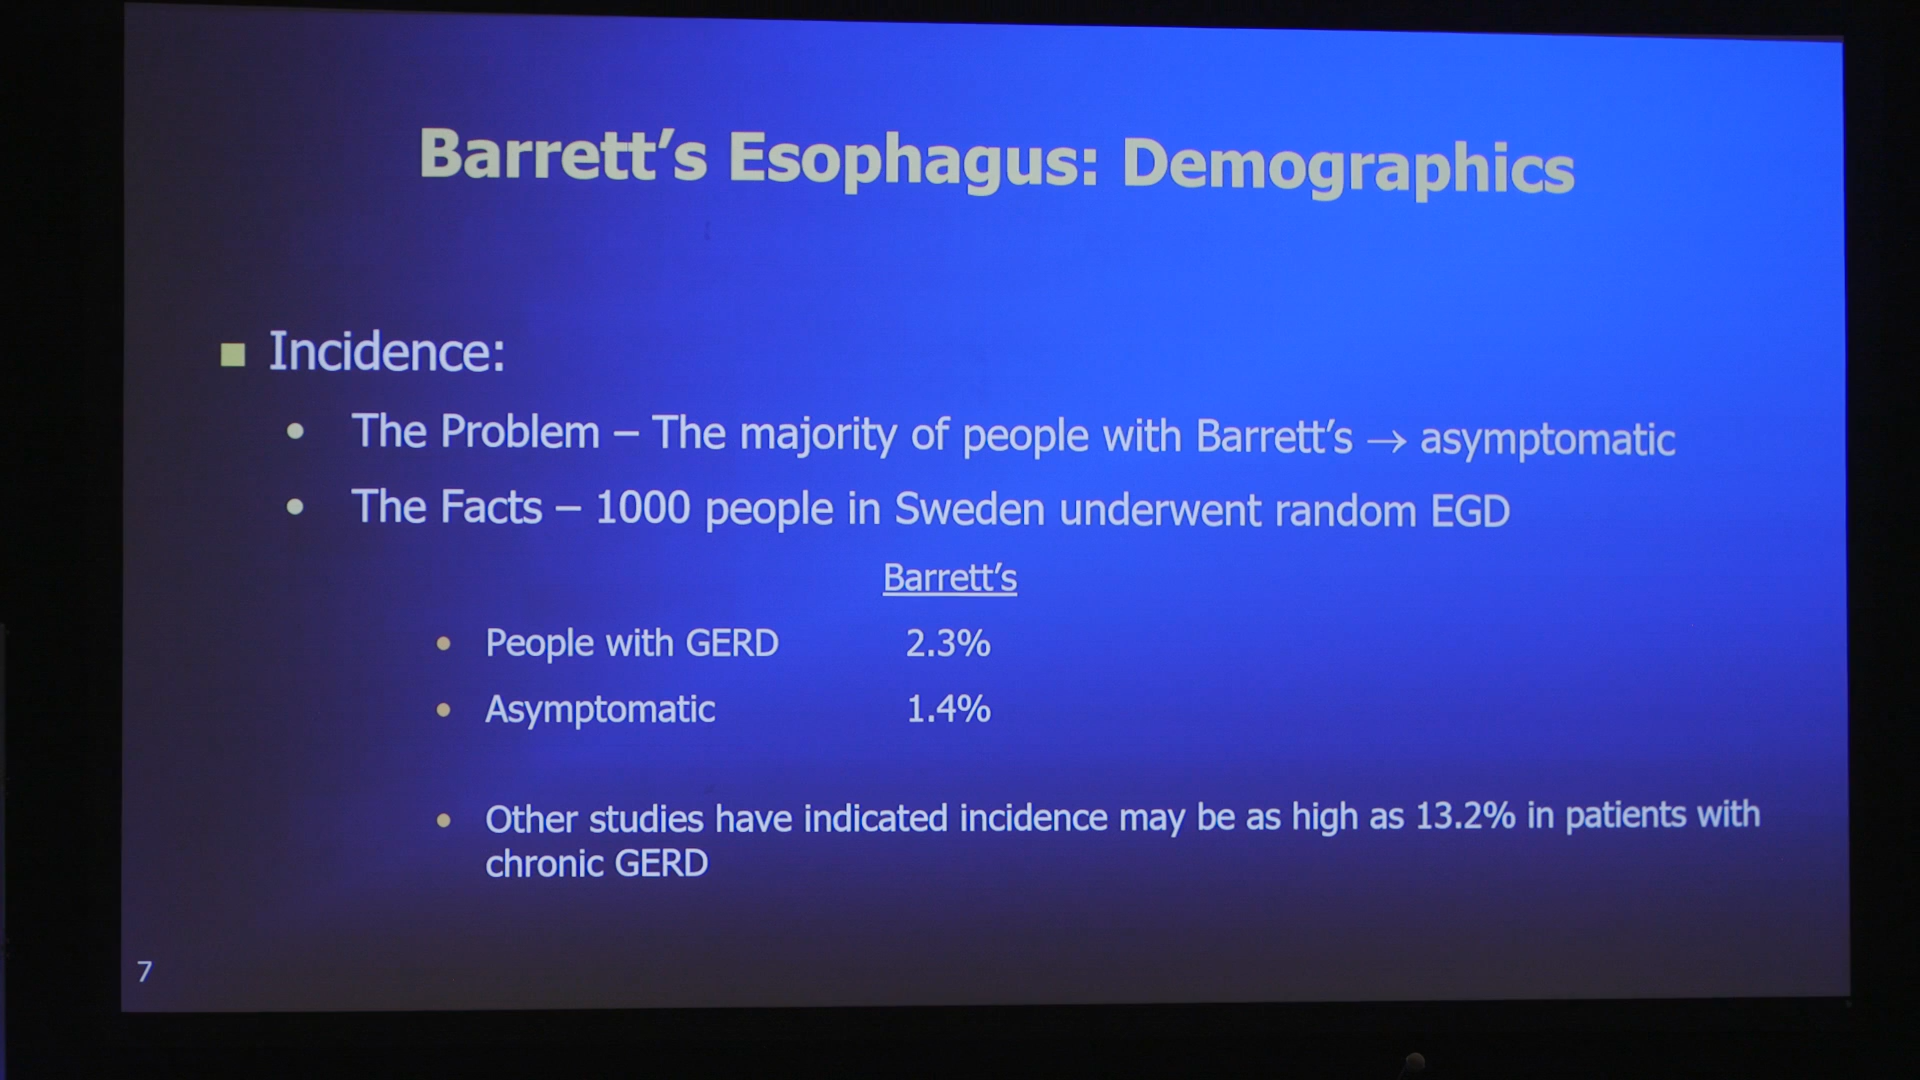 Barrett’s Esophagus: Demographics
■ Incidence:
• The Problem – The majority of people with Barrett’s → asymptomatic
• The Facts – 1000 people in Sweden underwent random EGD
Barrett’s
• People with GERD 2.3%
• Asymptomatic 1.4%
• Other studies have indicated incidence may be as high as 13.2% in patients with
chronic GERD
7